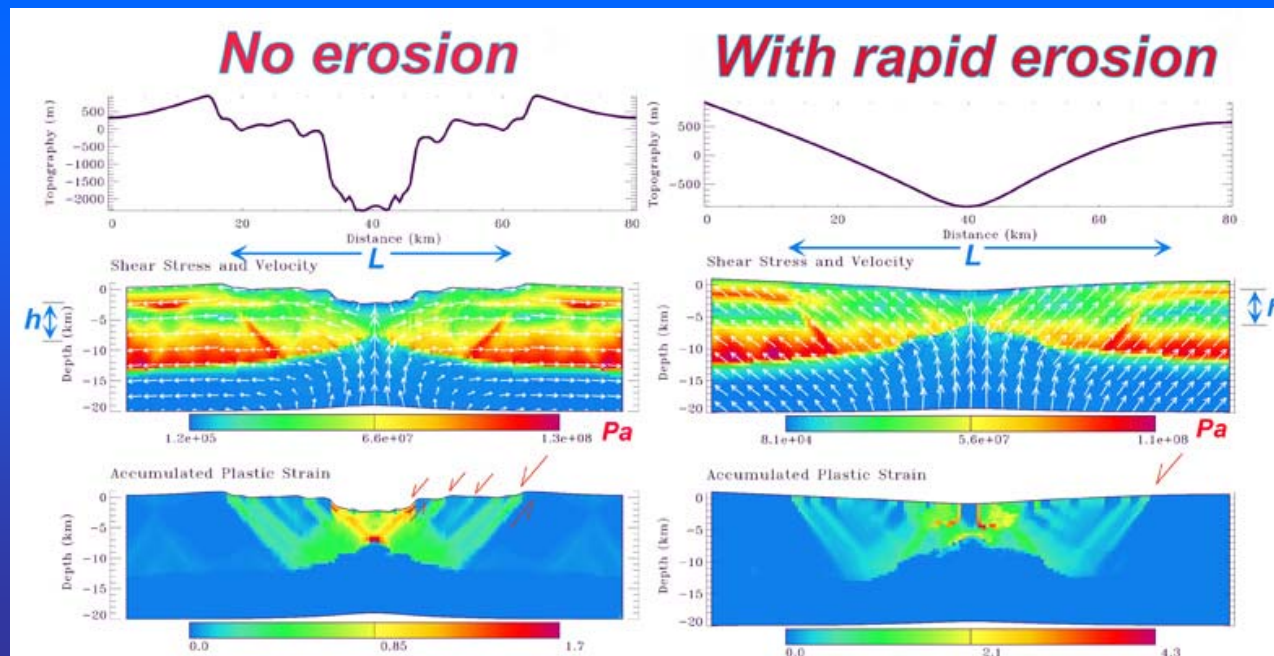 No erosion
Topography (m)
500
0
−500
−1000
−1500
−2000
0 20 40 60 80
Distance (km)
L
Shear Stress and Velocity
h
Depth (km)
0
−5
−10
−15
−20
1.2e+05 6.6e+07 1.3e+08
Pa
Accumulated Plastic Strain
Depth (km)
0
−5
−10
−15
−20
0.0 0.85 1.7
With rapid erosion
Topography (m)
500
0
−500
0 20 40 60 80
Distance (km)
L
Shear Stress and Velocity
Depth (km)
0
−5
−10
−15
−20
8.1e+04 5.6e+07 1.1e+08
Accumulated Plastic Strain
Depth (km)
0
−5
−10
−15
−20
0.0 2.1 4.3